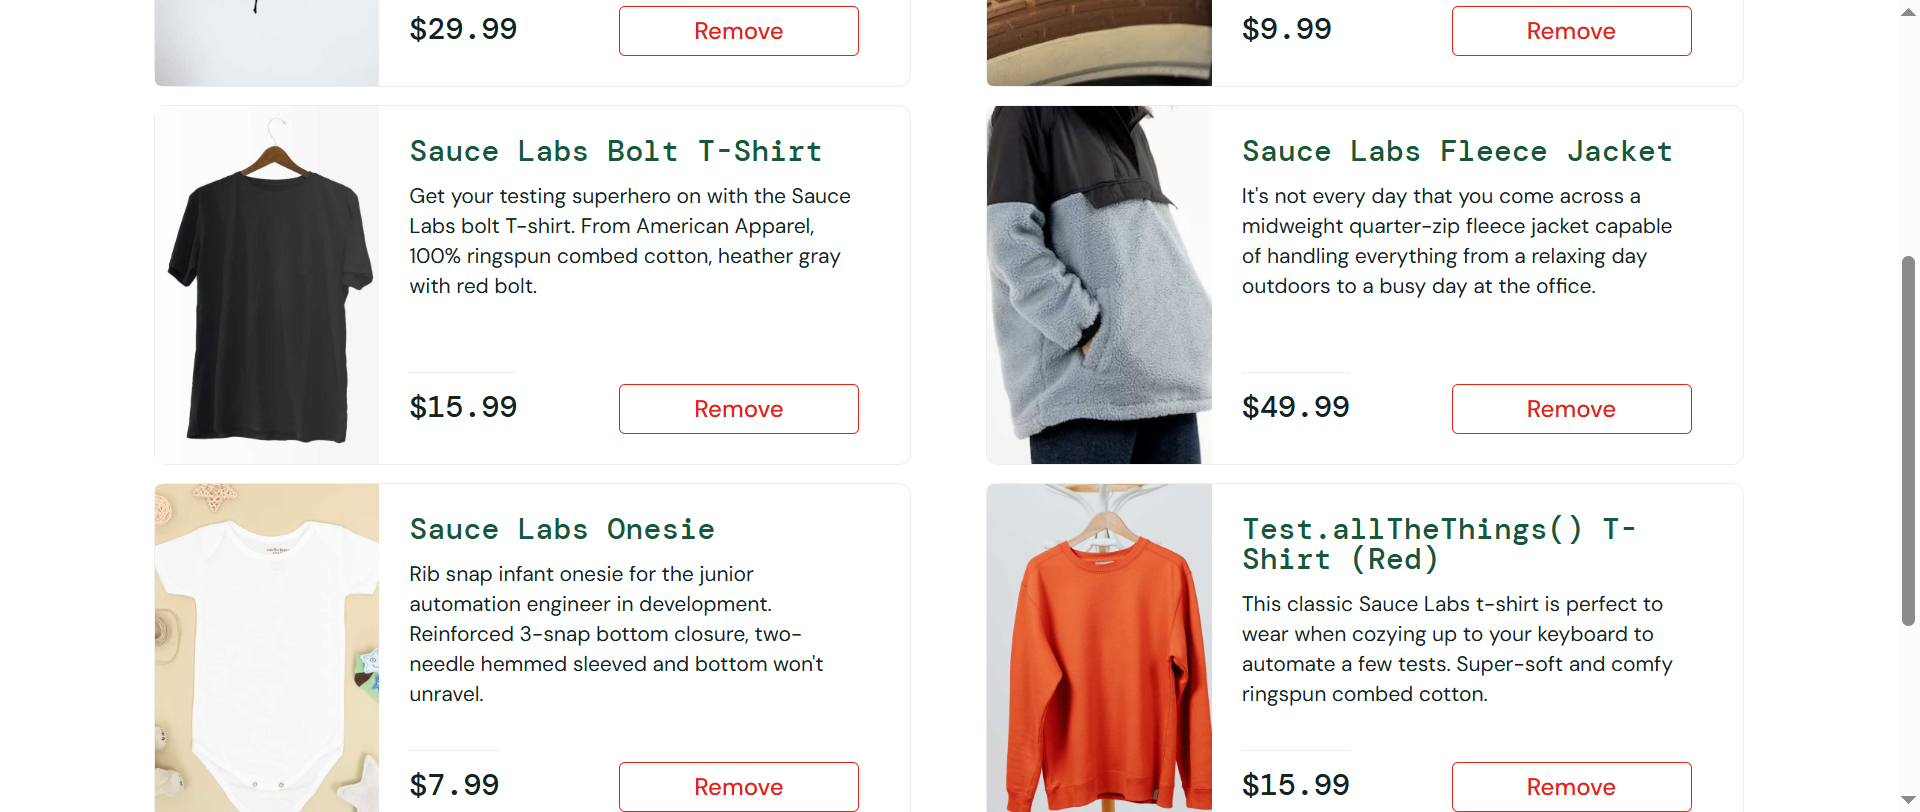 $29.99
Remove
$9.99
Remove
Sauce Labs Bolt T-Shirt
Get your testing superhero on with the Sauce
Labs bolt T-shirt. From American Apparel,
100% ringspun combed cotton, heather gray
with red bolt.
$15.99
Remove
Sauce Labs Fleece Jacket
It's not every day that you come across a
midweight quarter-zip fleece jacket capable
of handling everything from a relaxing day
outdoors to a busy day at the office.
$49.99
Remove
Sauce Labs Onesie
Rib snap infant onesie for the junior
automation engineer in development.
Reinforced 3-snap bottom closure, two-
needle hemmed sleeved and bottom won't
unravel.
$7.99
Remove
Test.allTheThings() T-
Shirt (Red)
This classic Sauce Labs t-shirt is perfect to
wear when cozying up to your keyboard to
automate a few tests. Super-soft and comfy
ringspun combed cotton.
$15.99
Remove